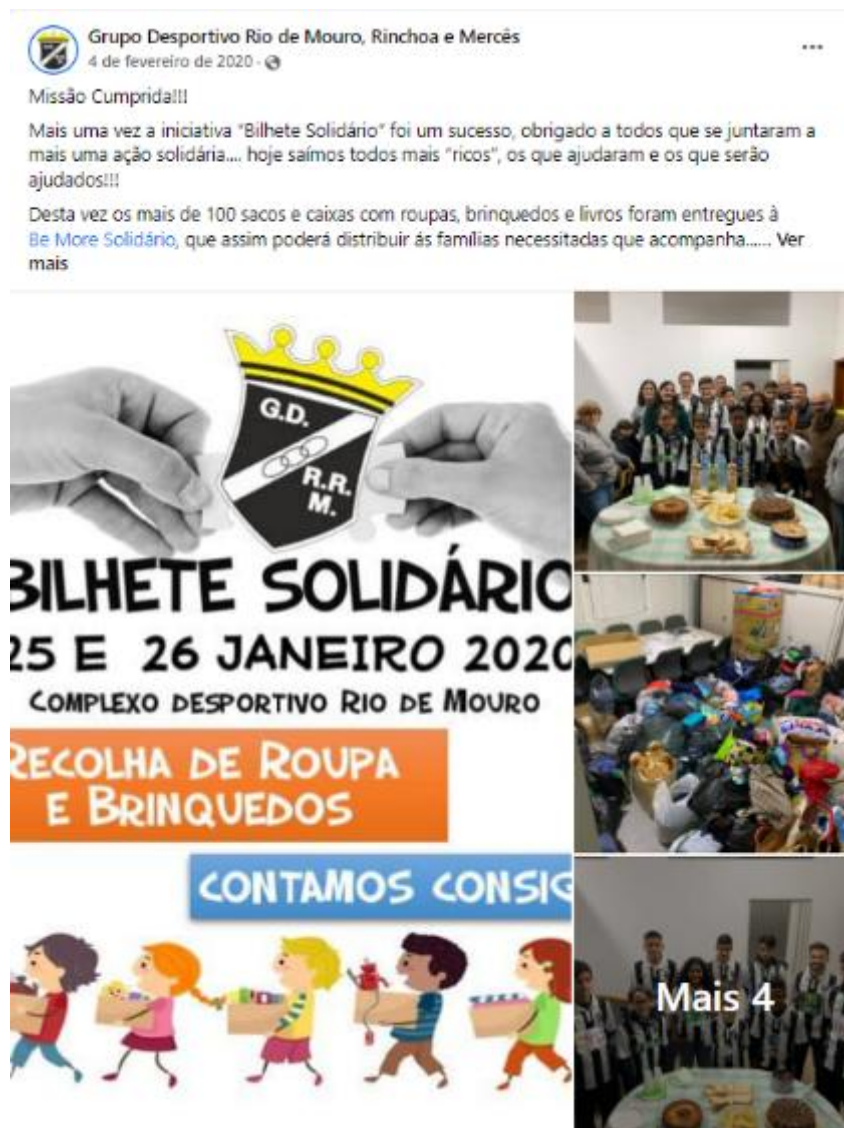 Grupo Desportivo Rio de Mouro, Rinchoa e Mercês
4 de fevereiro de 2020 ·
Missão Cumprida!!!
Mais uma vez a iniciativa "Bilhete Solidário" foi um sucesso, obrigado a todos que se juntaram a
mais uma ação solidária.... hoje saímos todos mais "ricos", os que ajudaram e os que serão
ajudados!!!
Desta vez os mais de 100 sacos e caixas com roupas, brinquedos e livros foram entregues à
Be More Solidário, que assim poderá distribuir ás famílias necessitadas que acompanha...... Ver
mais
G.D.
R.R.
M.
BILHETE SOLIDÁRIO
25 E 26 JANEIRO 2020
COMPLEXO DESPORTIVO RIO DE MOURO
RECOLHA DE ROUPA
E BRINQUEDOS
CONTAMOS CONSIG
Mais 4